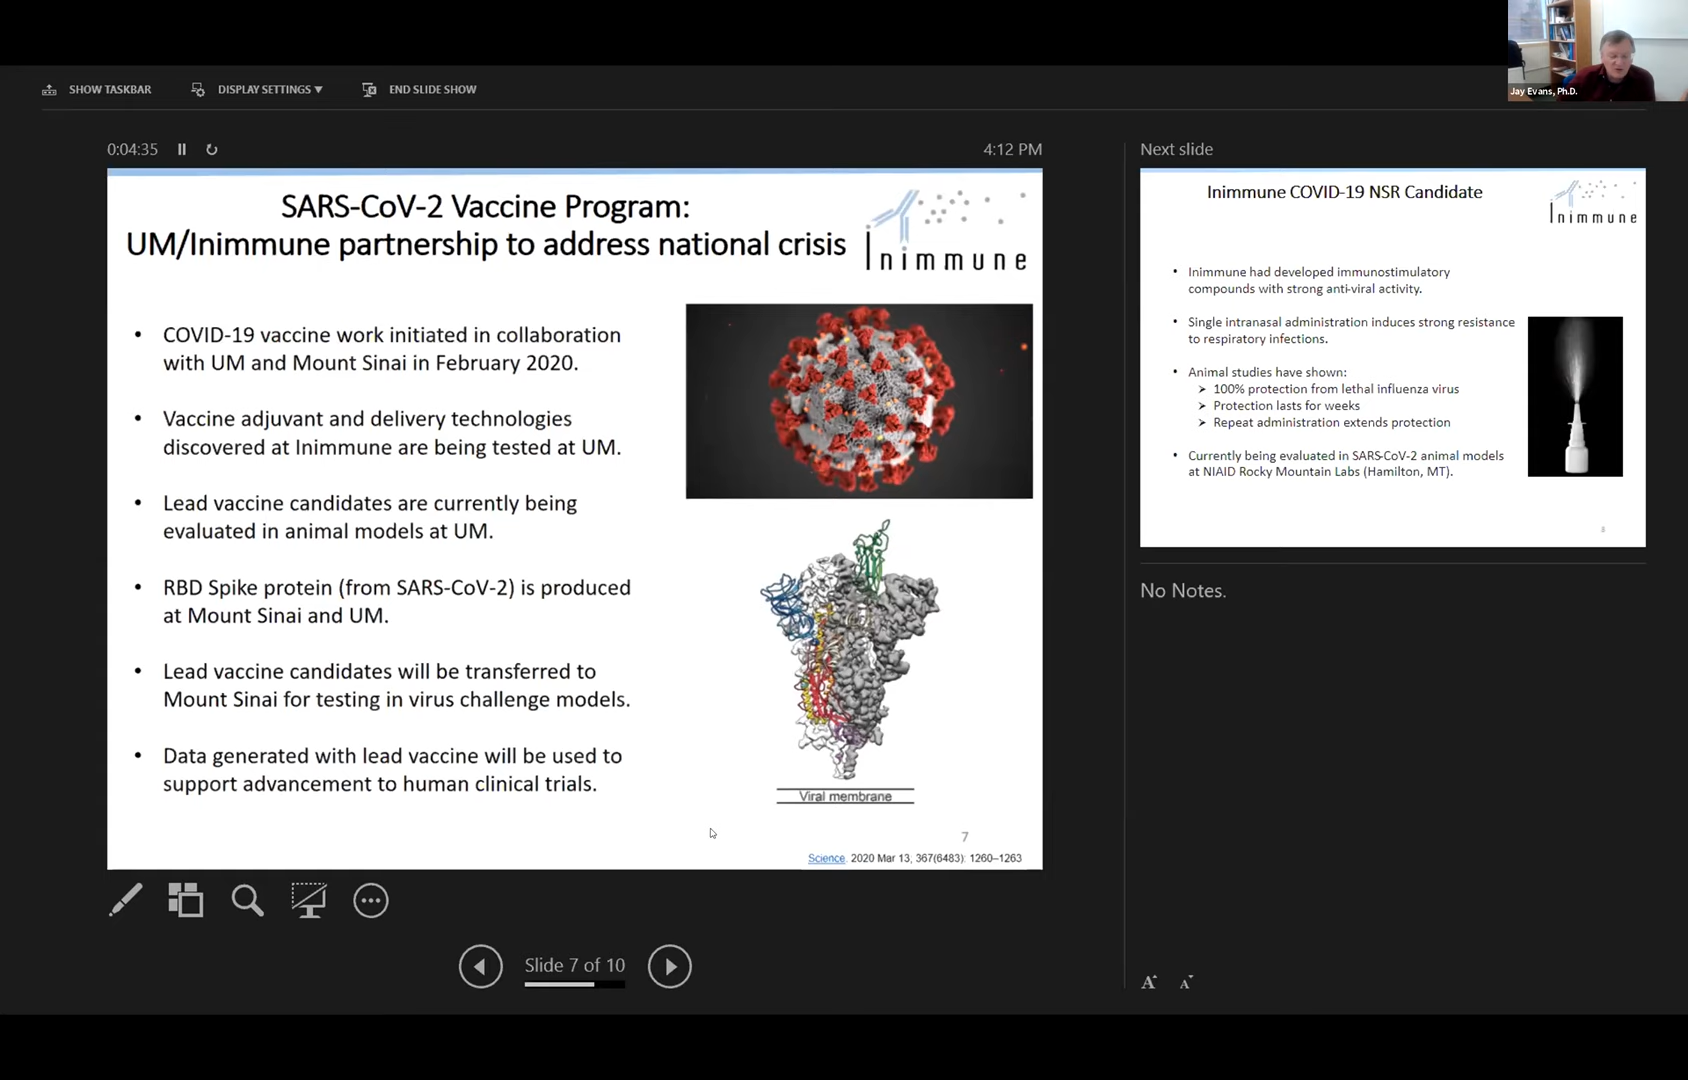 Jay Evans, Ph.D.
SHOW TASKBAR
DISPLAY SETTINGS ▼
END SLIDE SHOW
0:04:35
4:12 PM
SARS-CoV-2 Vaccine Program:
UM/Inimmune partnership to address national crisis
Inimmune
• COVID-19 vaccine work initiated in collaboration
with UM and Mount Sinai in February 2020.
• Vaccine adjuvant and delivery technologies
discovered at Inimmune are being tested at UM.
• Lead vaccine candidates are currently being
evaluated in animal models at UM.
• RBD Spike protein (from SARS-CoV-2) is produced
at Mount Sinai and UM.
• Lead vaccine candidates will be transferred to
Mount Sinai for testing in virus challenge models.
• Data generated with lead vaccine will be used to
support advancement to human clinical trials.
Viral membrane
7
Science. 2020 Mar 13; 367(6483): 1260–1263
Slide 7 of 10
Next slide
Inimmune COVID-19 NSR Candidate
Inimmune
• Inimmune had developed immunostimulatory
compounds with strong anti-viral activity.
• Single intranasal administration induces strong resistance
to respiratory infections.
• Animal studies have shown:
➢ 100% protection from lethal influenza virus
➢ Protection lasts for weeks
➢ Repeat administration extends protection
• Currently being evaluated in SARS-CoV-2 animal models
at NIAID Rocky Mountain Labs (Hamilton, MT).
8
No Notes.
A A